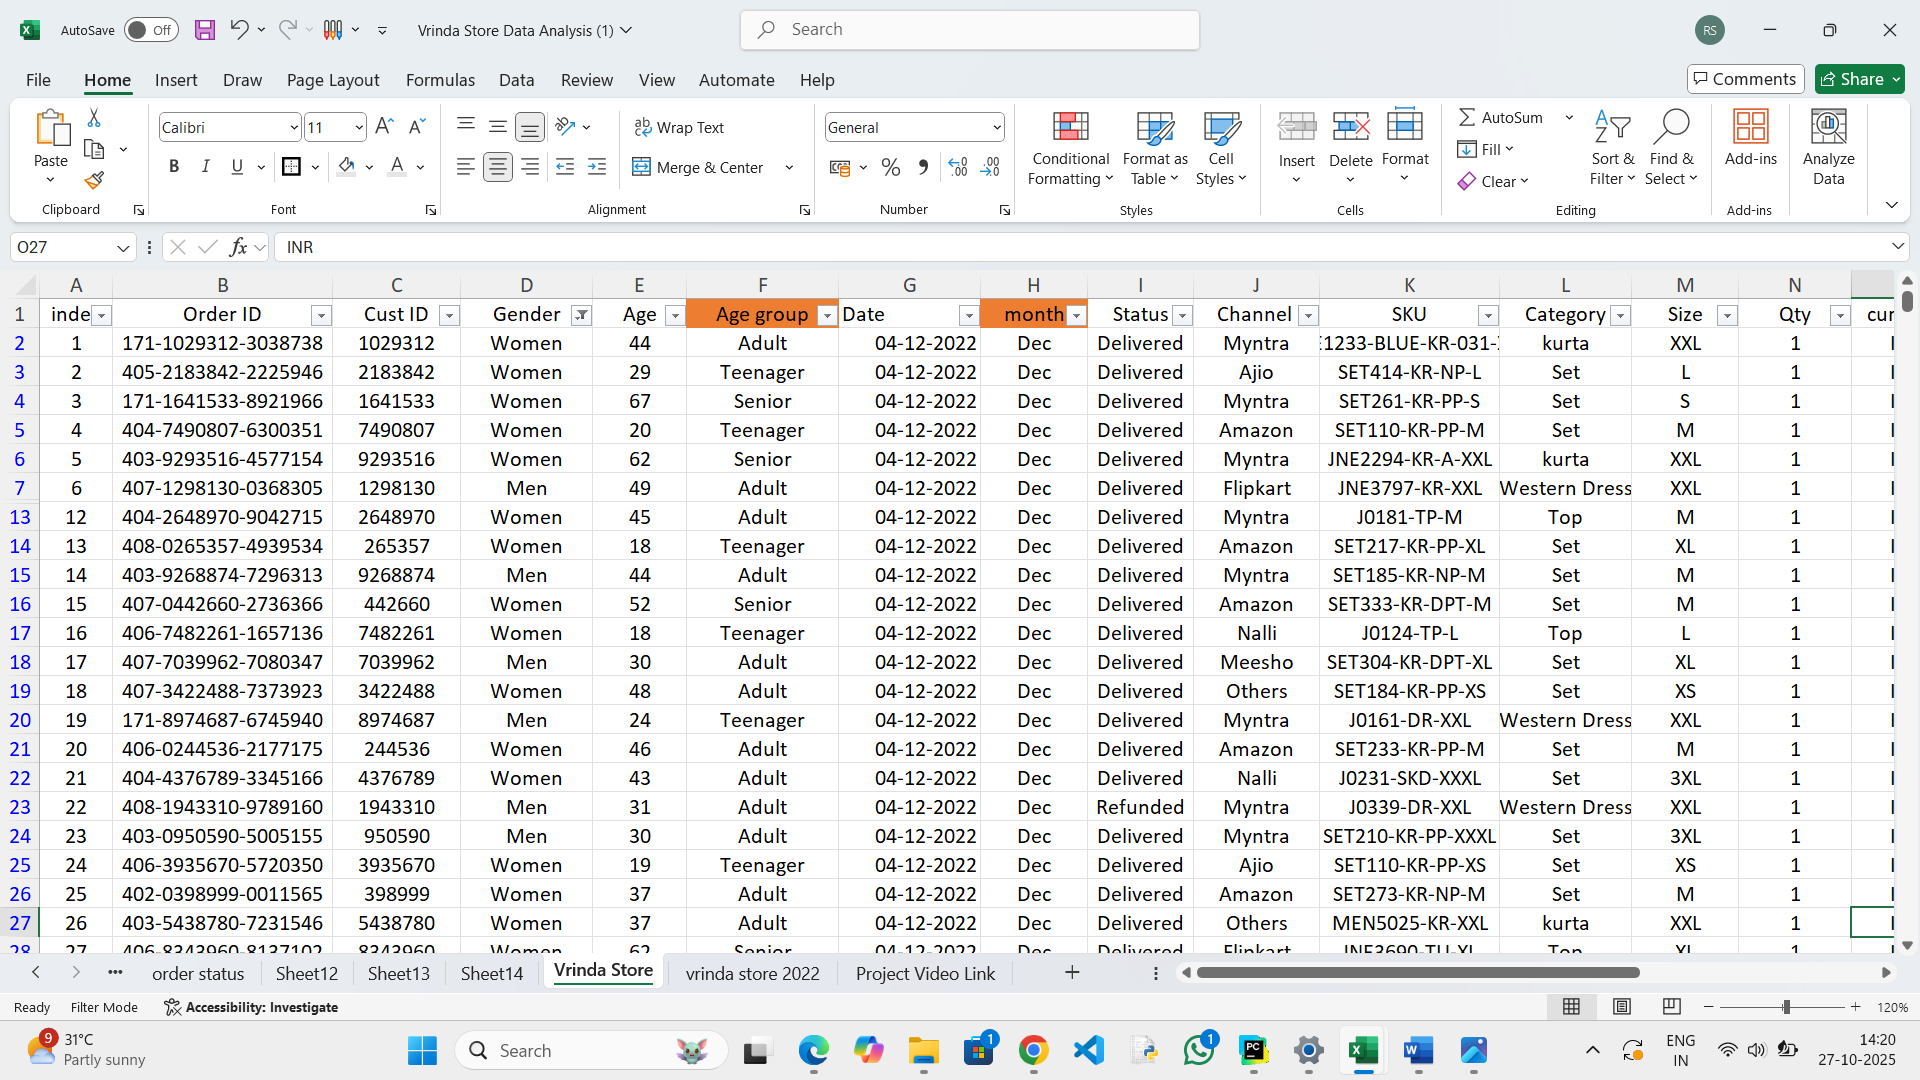 AutoSave Off Vrinda Store Data Analysis (1) Search RS
File Home Insert Draw Page Layout Formulas Data Review View Automate Help Comments Share
Paste Calibri 11 Wrap Text General Conditional Formatting Format as Table Cell Styles Insert Delete Format AutoSum Fill Clear Sort & Filter Find & Select Add-ins Analyze Data
B I U Merge & Center
Clipboard Font Alignment Number Styles Cells Editing Add-ins
O27 fx INR
A B C D E F G H I J K L M N
1 inde Order ID Cust ID Gender Age Age group Date month Status Channel SKU Category Size Qty cur
2 1 171-1029312-3038738 1029312 Women 44 Adult 04-12-2022 Dec Delivered Myntra E1233-BLUE-KR-031- kurta XXL 1
3 2 405-2183842-2225946 2183842 Women 29 Teenager 04-12-2022 Dec Delivered Ajio SET414-KR-NP-L Set L 1
4 3 171-1641533-8921966 1641533 Women 67 Senior 04-12-2022 Dec Delivered Myntra SET261-KR-PP-S Set S 1
5 4 404-7490807-6300351 7490807 Women 20 Teenager 04-12-2022 Dec Delivered Amazon SET110-KR-PP-M Set M 1
6 5 403-9293516-4577154 9293516 Women 62 Senior 04-12-2022 Dec Delivered Myntra JNE2294-KR-A-XXL kurta XXL 1
7 6 407-1298130-0368305 1298130 Men 49 Adult 04-12-2022 Dec Delivered Flipkart JNE3797-KR-XXL Western Dress XXL 1
13 12 404-2648970-9042715 2648970 Women 45 Adult 04-12-2022 Dec Delivered Myntra J0181-TP-M Top M 1
14 13 408-0265357-4939534 265357 Women 18 Teenager 04-12-2022 Dec Delivered Amazon SET217-KR-PP-XL Set XL 1
15 14 403-9268874-7296313 9268874 Men 44 Adult 04-12-2022 Dec Delivered Myntra SET185-KR-NP-M Set M 1
16 15 407-0442660-2736366 442660 Women 52 Senior 04-12-2022 Dec Delivered Amazon SET333-KR-DPT-M Set M 1
17 16 406-7482261-1657136 7482261 Women 18 Teenager 04-12-2022 Dec Delivered Nalli J0124-TP-L Top L 1
18 17 407-7039962-7080347 7039962 Men 30 Adult 04-12-2022 Dec Delivered Meesho SET304-KR-DPT-XL Set XL 1
19 18 407-3422488-7373923 3422488 Women 48 Adult 04-12-2022 Dec Delivered Others SET184-KR-PP-XS Set XS 1
20 19 171-8974687-6745940 8974687 Men 24 Teenager 04-12-2022 Dec Delivered Myntra J0161-DR-XXL Western Dress XXL 1
21 20 406-0244536-2177175 244536 Women 46 Adult 04-12-2022 Dec Delivered Amazon SET233-KR-PP-M Set M 1
22 21 404-4376789-3345166 4376789 Women 43 Adult 04-12-2022 Dec Delivered Nalli J0231-SKD-XXXL Set 3XL 1
23 22 408-1943310-9789160 1943310 Men 31 Adult 04-12-2022 Dec Refunded Myntra J0339-DR-XXL Western Dress XXL 1
24 23 403-0950590-5005155 950590 Men 30 Adult 04-12-2022 Dec Delivered Myntra SET210-KR-PP-XXXL Set 3XL 1
25 24 406-3935670-5720350 3935670 Women 19 Teenager 04-12-2022 Dec Delivered Ajio SET110-KR-PP-XS Set XS 1
26 25 402-0398999-0011565 398999 Women 37 Adult 04-12-2022 Dec Delivered Amazon SET273-KR-NP-M Set M 1
27 26 403-5438780-7231546 5438780 Women 37 Adult 04-12-2022 Dec Delivered Others MEN5025-KR-XXL kurta XXL 1
28 27 406-8343960-8137102 8343960 Women 62 Senior 04-12-2022 Dec Delivered Flipkart JNE3690-TU-XL Top XL 1
order status Sheet12 Sheet13 Sheet14 Vrinda Store vrinda store 2022 Project Video Link
Ready Filter Mode Accessibility: Investigate 120%
9 31°C Search 1 1 PC ENG 14:20
Partly sunny IN 27-10-2025